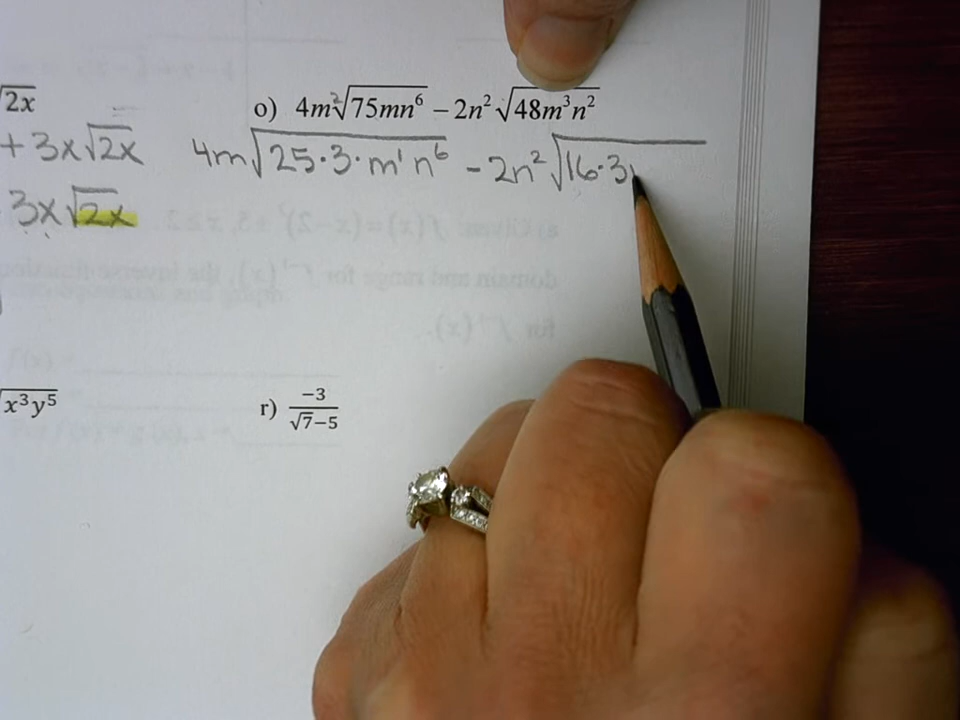 √2x
o) 4m²√75mn⁶ − 2n²√48m³n²
+ 3x√2x
4m√25·3·m¹n⁶ - 2n²√16·3
3x√2x
√x³y⁵
r) −3/(√7−5)